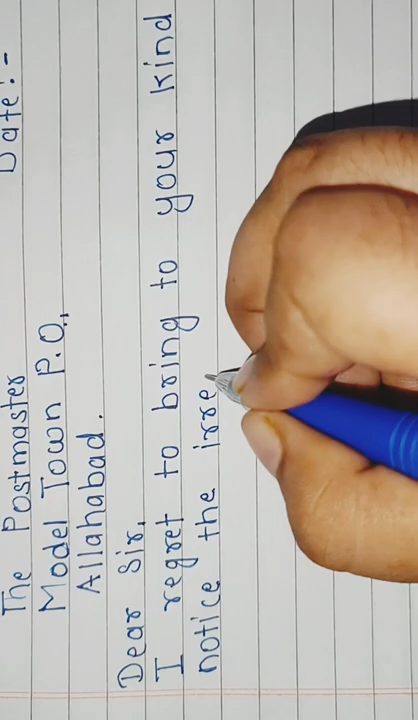 Date:-
The Postmaster
Model Town P.O.,
Allahabad.
Dear Sir,
I regret to bring to your kind
notice the irre